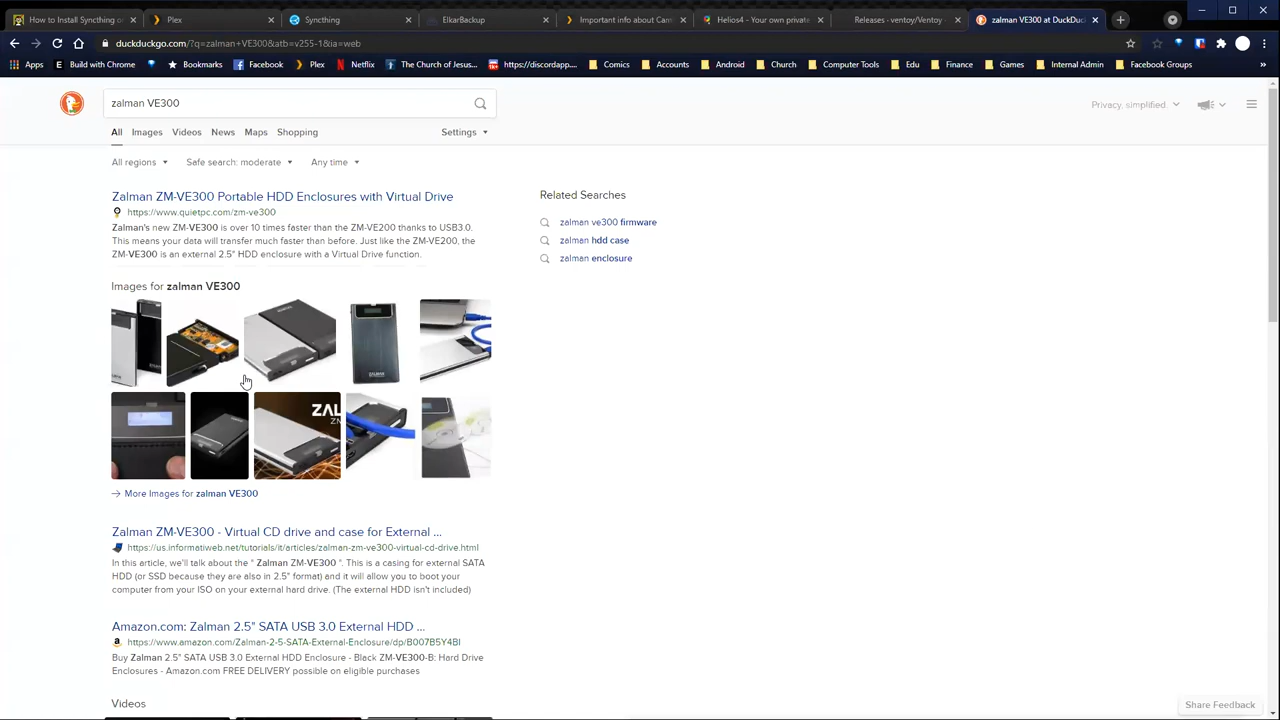 How to Install Syncthing or
Plex
Syncthing
ElkarBackup
Important info about Cam
Helios4 - Your own private
Releases · ventoy/Ventoy ·
zalman VE300 at DuckDuc
duckduckgo.com/?q=zalman+VE300&atb=v255-1&ia=web
Apps
Build with Chrome
Bookmarks
Facebook
Plex
Netflix
The Church of Jesus...
https://discordapp....
Comics
Accounts
Android
Church
Computer Tools
Edu
Finance
Games
Internal Admin
Facebook Groups
zalman VE300
Privacy, simplified
All
Images
Videos
News
Maps
Shopping
Settings
All regions
Safe search: moderate
Any time
Zalman ZM-VE300 Portable HDD Enclosures with Virtual Drive
https://www.quietpc.com/zm-ve300
Zalman's new ZM-VE300 is over 10 times faster than the ZM-VE200 thanks to USB3.0.
This means your data will transfer much faster than before. Just like the ZM-VE200, the
ZM-VE300 is an external 2.5" HDD enclosure with a Virtual Drive function.
Related Searches
zalman ve300 firmware
zalman hdd case
zalman enclosure
Images for zalman VE300
ZALMAN
ZAL
More Images for zalman VE300
Zalman ZM-VE300 - Virtual CD drive and case for External ...
https://us.informatiweb.net/tutorials/it/articles/zalman-zm-ve300-virtual-cd-drive.html
In this article, we'll talk about the " Zalman ZM-VE300 ". This is a casing for external SATA
HDD (or SSD because they are also in 2.5" format) and it will allow you to boot your
computer from your ISO on your external hard drive. (The external HDD isn't included)
Amazon.com: Zalman 2.5" SATA USB 3.0 External HDD ...
https://www.amazon.com/Zalman-2-5-SATA-External-Enclosure/dp/B007B5Y4BI
Buy Zalman 2.5" SATA USB 3.0 External HDD Enclosure - Black ZM-VE300-B: Hard Drive
Enclosures - Amazon.com FREE DELIVERY possible on eligible purchases
Videos
Share Feedback